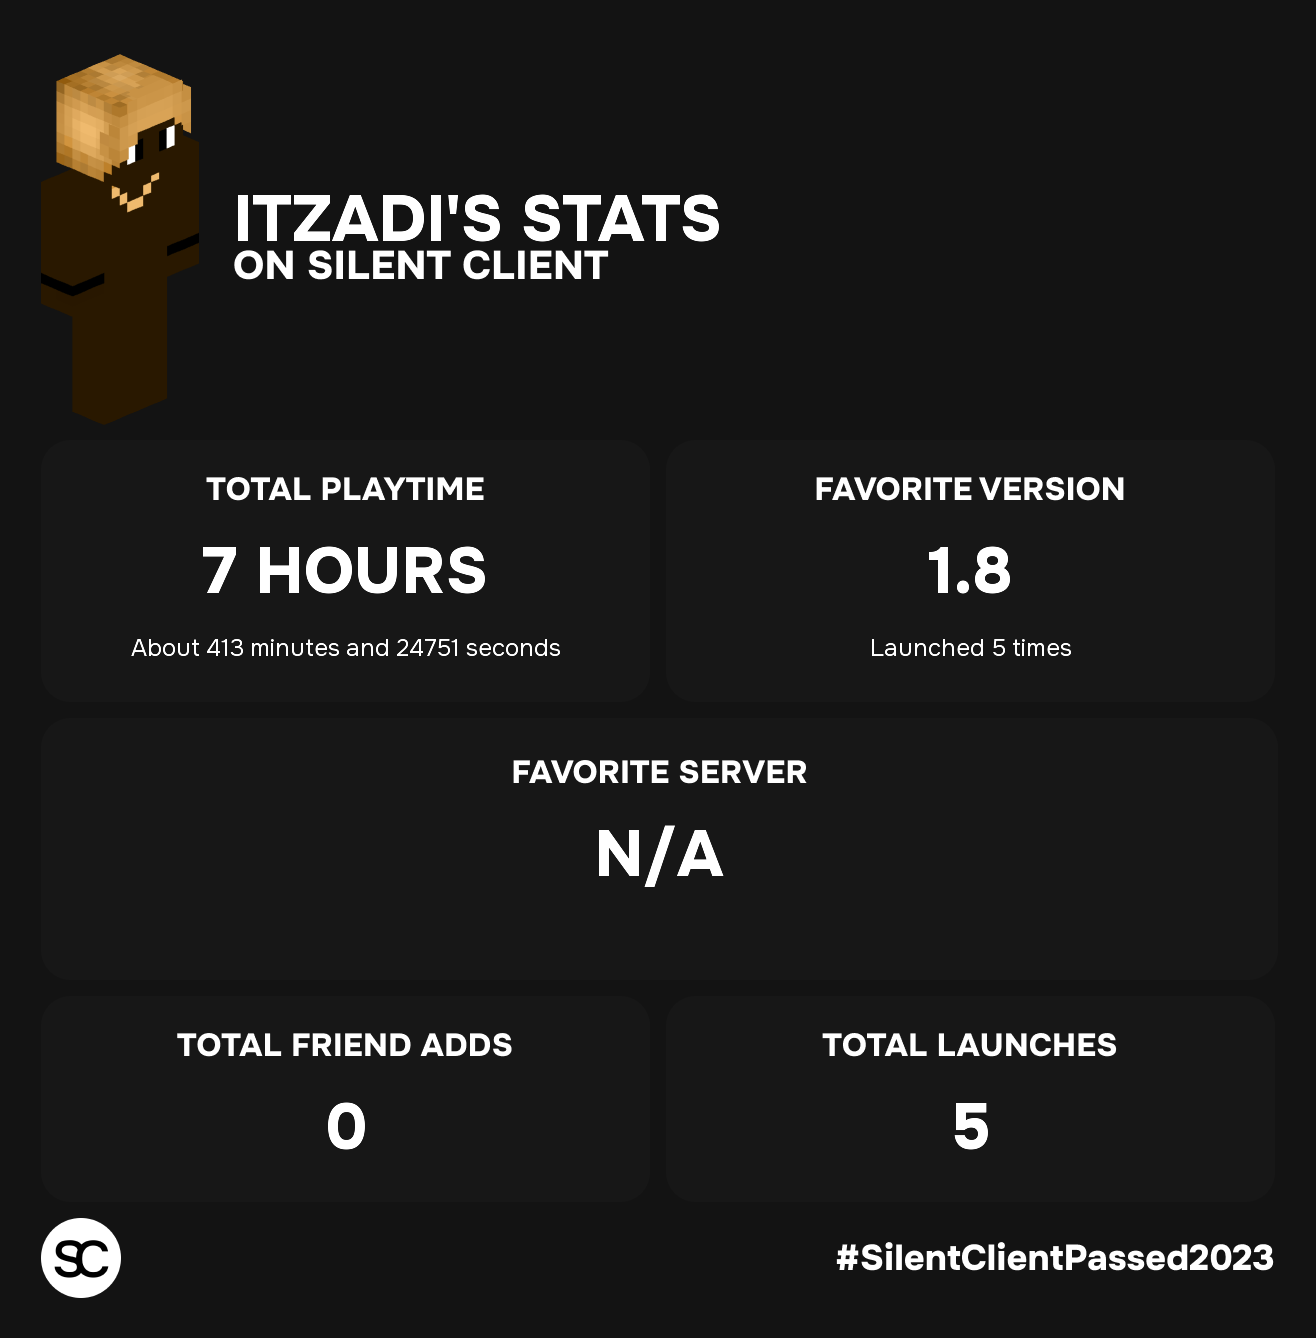 ITZADI'S STATS
ON SILENT CLIENT
TOTAL PLAYTIME
7 HOURS
About 413 minutes and 24751 seconds
FAVORITE VERSION
1.8
Launched 5 times
FAVORITE SERVER
N/A
TOTAL FRIEND ADDS
0
TOTAL LAUNCHES
5
SC
#SilentClientPassed2023